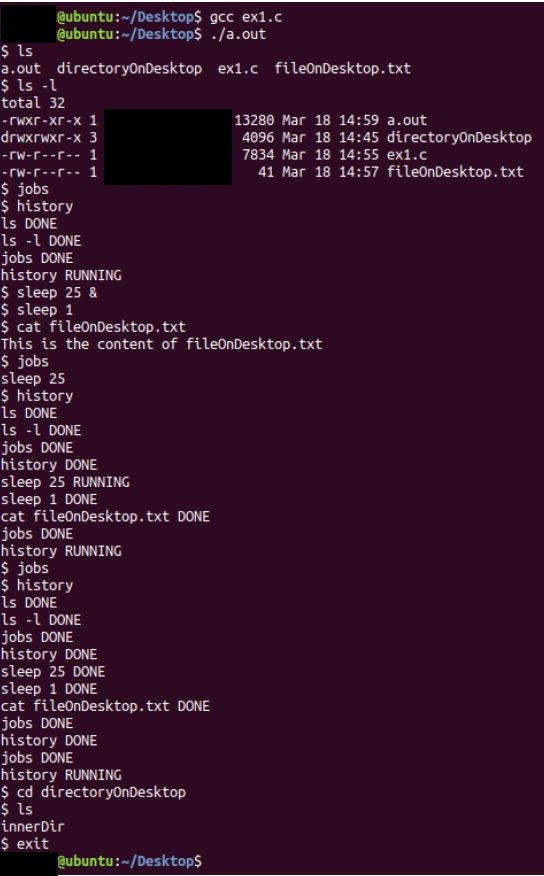 @ubuntu:~/Desktop$ gcc ex1.c
@ubuntu:~/Desktop$ ./a.out
$ ls
a.out  directoryOnDesktop  ex1.c  fileOnDesktop.txt
$ ls -l
total 32
-rwxr-xr-x 1 13280 Mar 18 14:59 a.out
drwxrwxr-x 3 4096 Mar 18 14:45 directoryOnDesktop
-rw-r--r-- 1 7834 Mar 18 14:55 ex1.c
-rw-r--r-- 1 41 Mar 18 14:57 fileOnDesktop.txt
$ jobs
$ history
ls DONE
ls -l DONE
jobs DONE
history RUNNING
$ sleep 25 &
$ sleep 1
$ cat fileOnDesktop.txt
This is the content of fileOnDesktop.txt
$ jobs
sleep 25
$ history
ls DONE
ls -l DONE
jobs DONE
history DONE
sleep 25 RUNNING
sleep 1 DONE
cat fileOnDesktop.txt DONE
jobs DONE
history RUNNING
$ jobs
$ history
ls DONE
ls -l DONE
jobs DONE
history DONE
sleep 25 DONE
sleep 1 DONE
cat fileOnDesktop.txt DONE
jobs DONE
history DONE
jobs DONE
history RUNNING
$ cd directoryOnDesktop
$ ls
innerDir
$ exit
@ubuntu:~/Desktop$